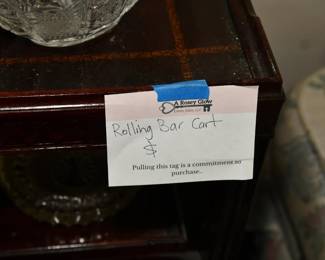 A Rosey Glow
Rolling Bar Cart
$
Pulling this tag is a commitment to
purchase..